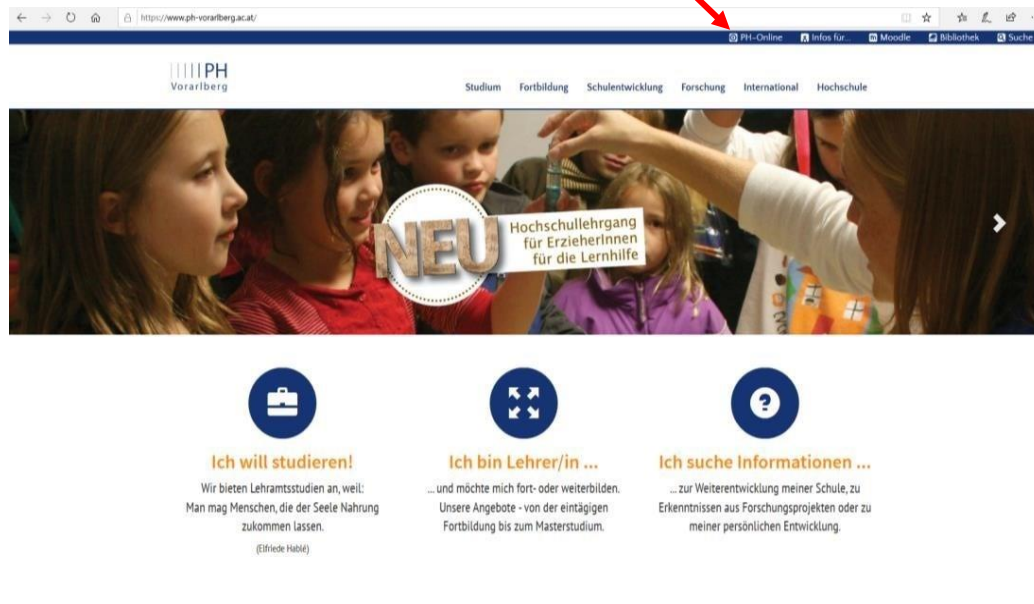 https://www.ph-vorarlberg.ac.at/
PH-Online Infos für... Moodle Bibliothek Suche
PH
Vorarlberg
Studium Fortbildung Schulentwicklung Forschung International Hochschule
NEU
Hochschullehrgang
für ErzieherInnen
für die Lernhilfe
Ich will studieren!
Wir bieten Lehramtsstudien an, weil:
Man mag Menschen, die der Seele Nahrung
zukommen lassen.
(Elfriede Hablé)
Ich bin Lehrer/in ...
... und möchte mich fort- oder weiterbilden.
Unsere Angebote - von der eintägigen
Fortbildung bis zum Masterstudium.
Ich suche Informationen ...
... zur Weiterentwicklung meiner Schule, zu
Erkenntnissen aus Forschungsprojekten oder zu
meiner persönlichen Entwicklung.